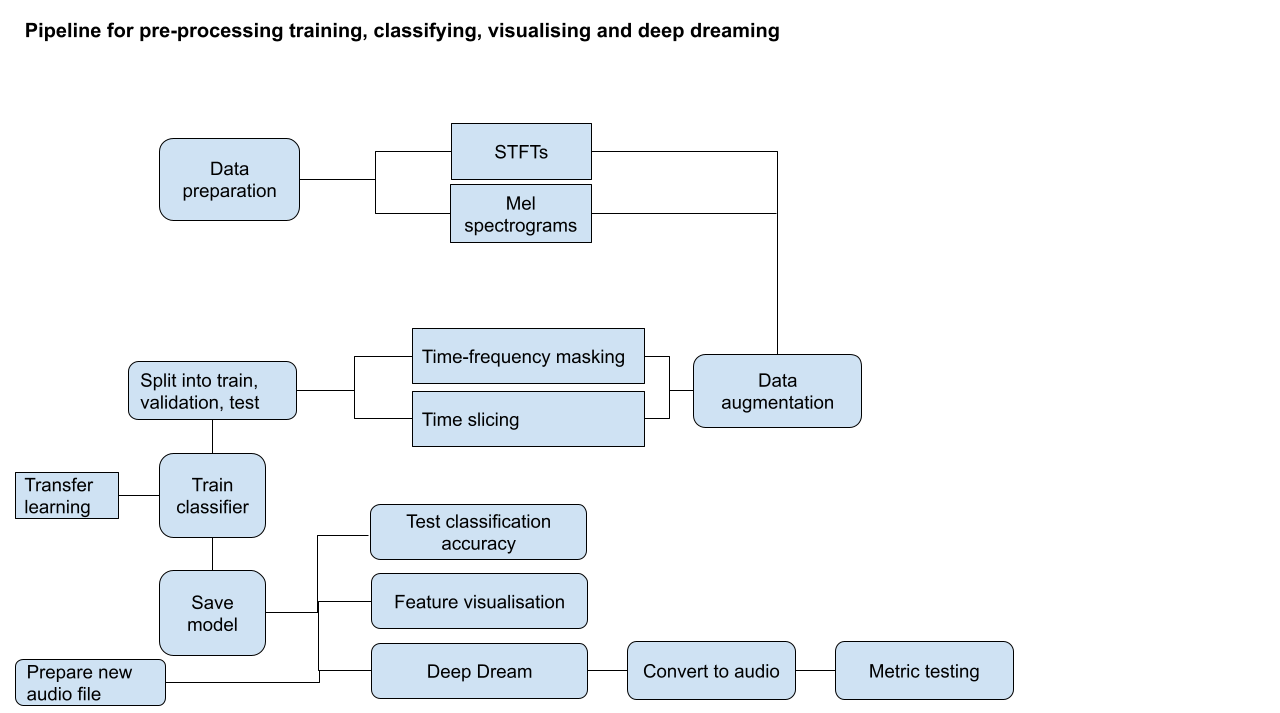 Pipeline for pre-processing training, classifying, visualising and deep dreaming
Data
preparation
STFTs
Mel
spectrograms
Data
augmentation
Time-frequency masking
Time slicing
Split into train,
validation, test
Transfer
learning
Train
classifier
Save
model
Prepare new
audio file
Test classification
accuracy
Feature visualisation
Deep Dream
Convert to audio
Metric testing